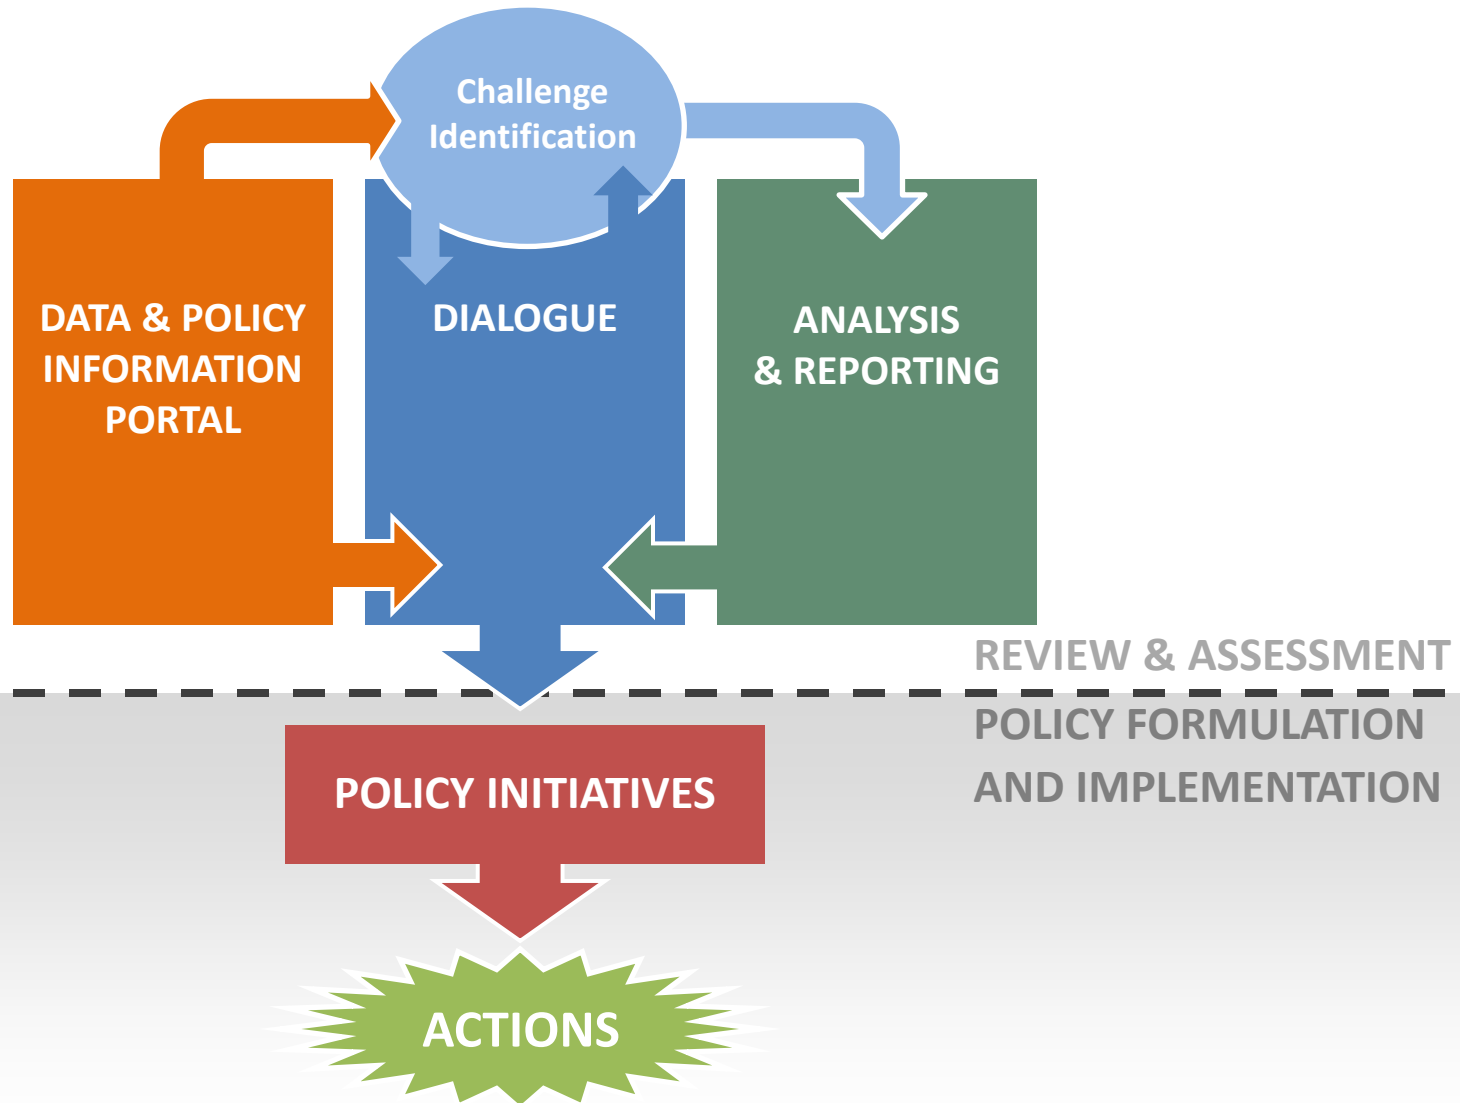 Challenge
Identification
DATA & POLICY
INFORMATION
PORTAL
DIALOGUE
ANALYSIS
& REPORTING
REVIEW & ASSESSMENT
POLICY FORMULATION
AND IMPLEMENTATION
POLICY INITIATIVES
ACTIONS